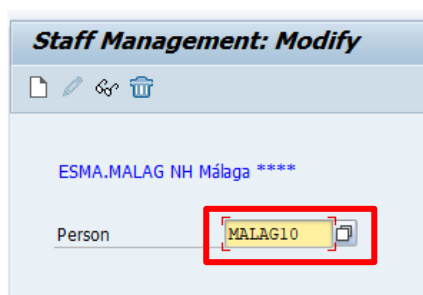 Staff Management: Modify
ESMA.MALAG NH Málaga ****
Person MALAG10